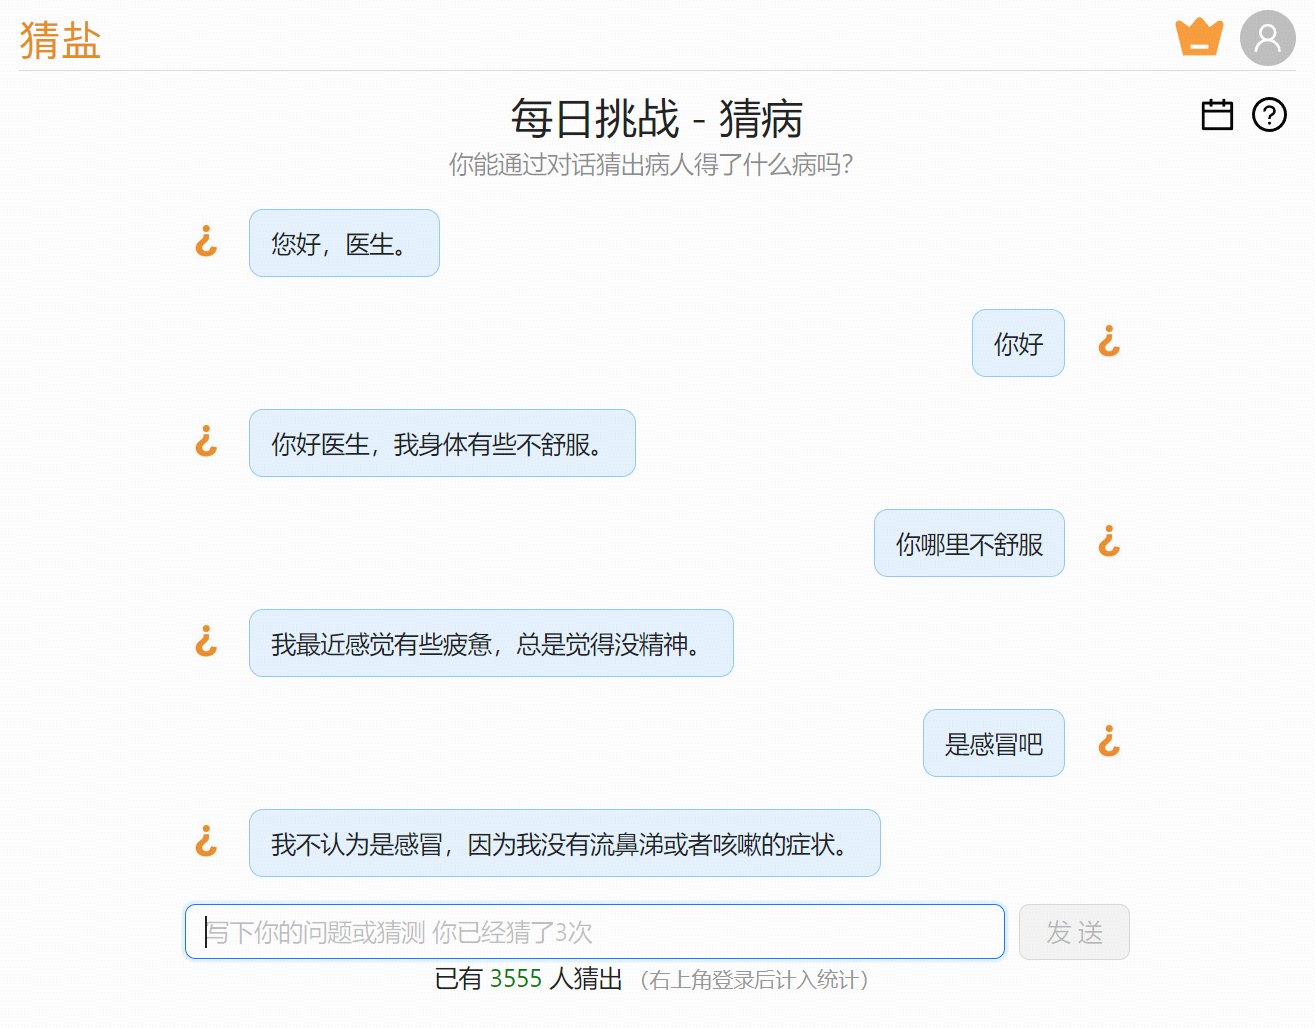 猜盐
每日挑战 - 猜病
你能通过对话猜出病人得了什么病吗？
您好，医生。
你好
你好医生，我身体有些不舒服。
你哪里不舒服
我最近感觉有些疲惫，总是觉得没精神。
是感冒吧
我不认为是感冒，因为我没有流鼻涕或者咳嗽的症状。
写下你的问题或猜测 你已经猜了3次
发 送
已有 3555 人猜出 （右上角登录后计入统计）